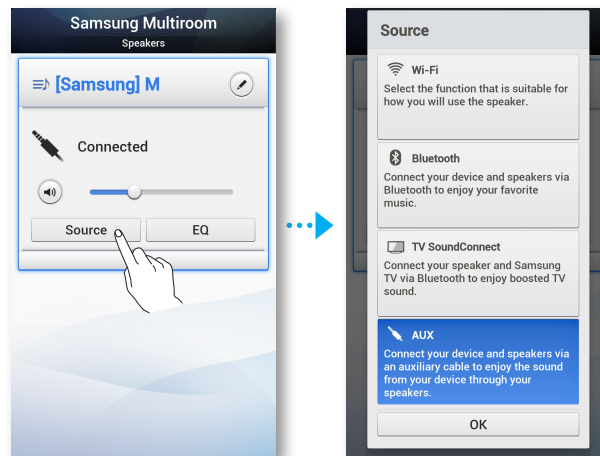 Samsung Multiroom
Speakers
[Samsung] M
Connected
Source
EQ
Source
Wi-Fi
Select the function that is suitable for
how you will use the speaker.
Bluetooth
Connect your device and speakers via
Bluetooth to enjoy your favorite
music.
TV SoundConnect
Connect your speaker and Samsung
TV via Bluetooth to enjoy boosted TV
sound.
AUX
Connect your device and speakers via
an auxiliary cable to enjoy the sound
from your device through your
speakers.
OK